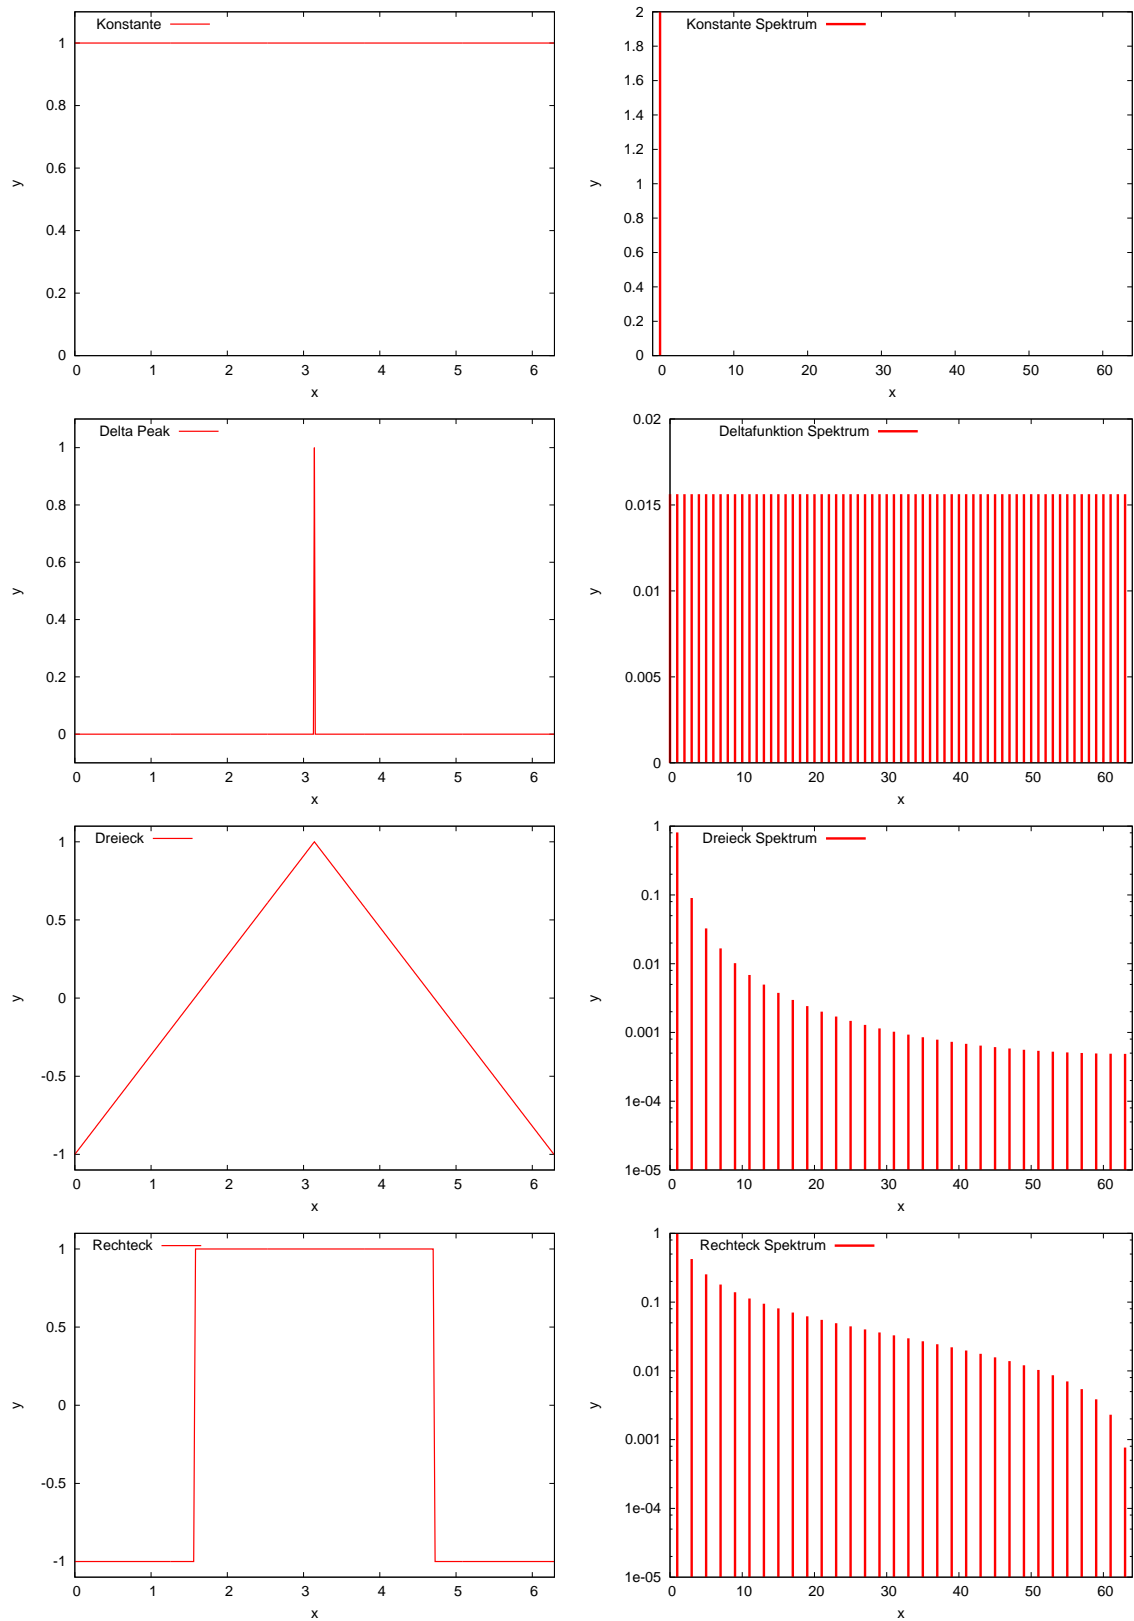 Konstante
1
0.8
0.6
0.4
0.2
0
y
0 1 2 3 4 5 6
x
Konstante Spektrum
2
1.8
1.6
1.4
1.2
1
0.8
0.6
0.4
0.2
0
y
0 10 20 30 40 50 60
x
Delta Peak
1
0.8
0.6
0.4
0.2
0
y
0 1 2 3 4 5 6
x
Deltafunktion Spektrum
0.02
0.015
0.01
0.005
0
y
0 10 20 30 40 50 60
x
Dreieck
1
0.5
0
-0.5
-1
y
0 1 2 3 4 5 6
x
Dreieck Spektrum
1
0.1
0.01
0.001
1e-04
1e-05
y
0 10 20 30 40 50 60
x
Rechteck
1
0.5
0
-0.5
-1
y
0 1 2 3 4 5 6
x
Rechteck Spektrum
1
0.1
0.01
0.001
1e-04
1e-05
y
0 10 20 30 40 50 60
x